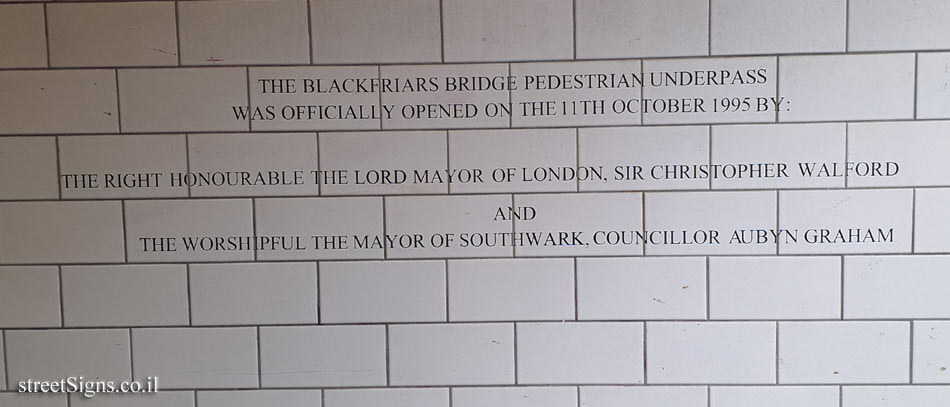 THE BLACKFRIARS BRIDGE PEDESTRIAN UNDERPASS
WAS OFFICIALLY OPENED ON THE 11TH OCTOBER 1995 BY:
THE RIGHT HONOURABLE THE LORD MAYOR OF LONDON, SIR CHRISTOPHER WALFORD
AND
THE WORSHIPFUL THE MAYOR OF SOUTHWARK, COUNCILLOR AUBYN GRAHAM
streetSigns.co.il